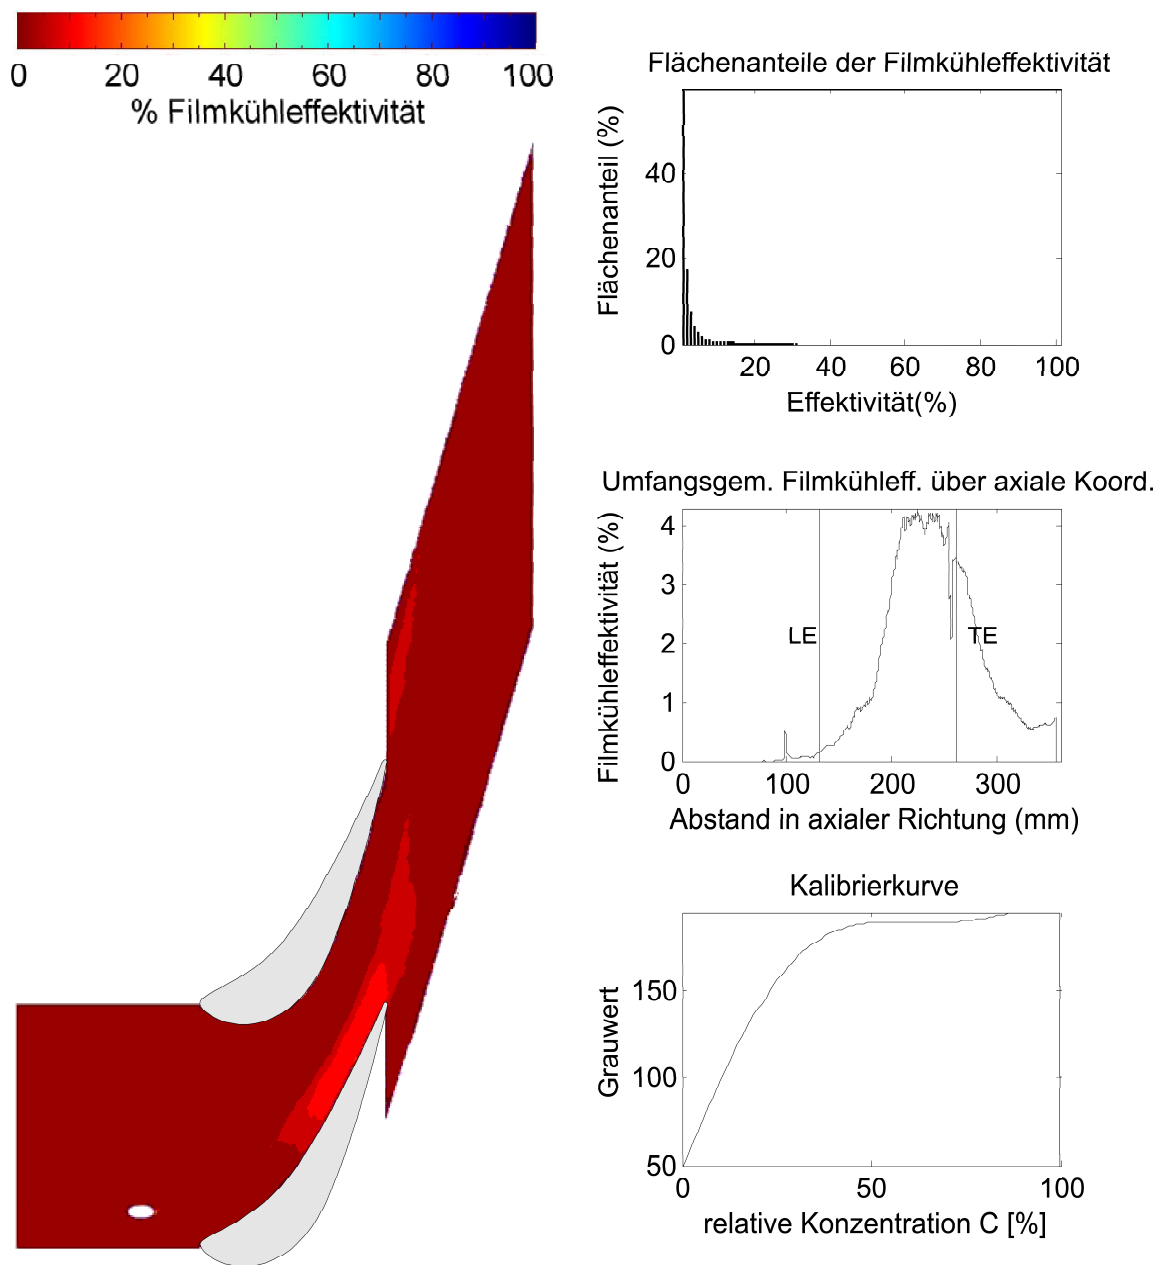 0 20 40 60 80 100
% Filmkühleffektivität
Flächenanteile der Filmkühleffektivität
Flächenanteil (%)
40
20
0
20 40 60 80 100
Effektivität(%)
Umfangsgem. Filmkühleff. über axiale Koord.
Filmkühleffektivität (%)
4
3
2
1
0
LE
TE
0 100 200 300
Abstand in axialer Richtung (mm)
Kalibrierkurve
Grauwert
150
100
50
0 50 100
relative Konzentration C [%]